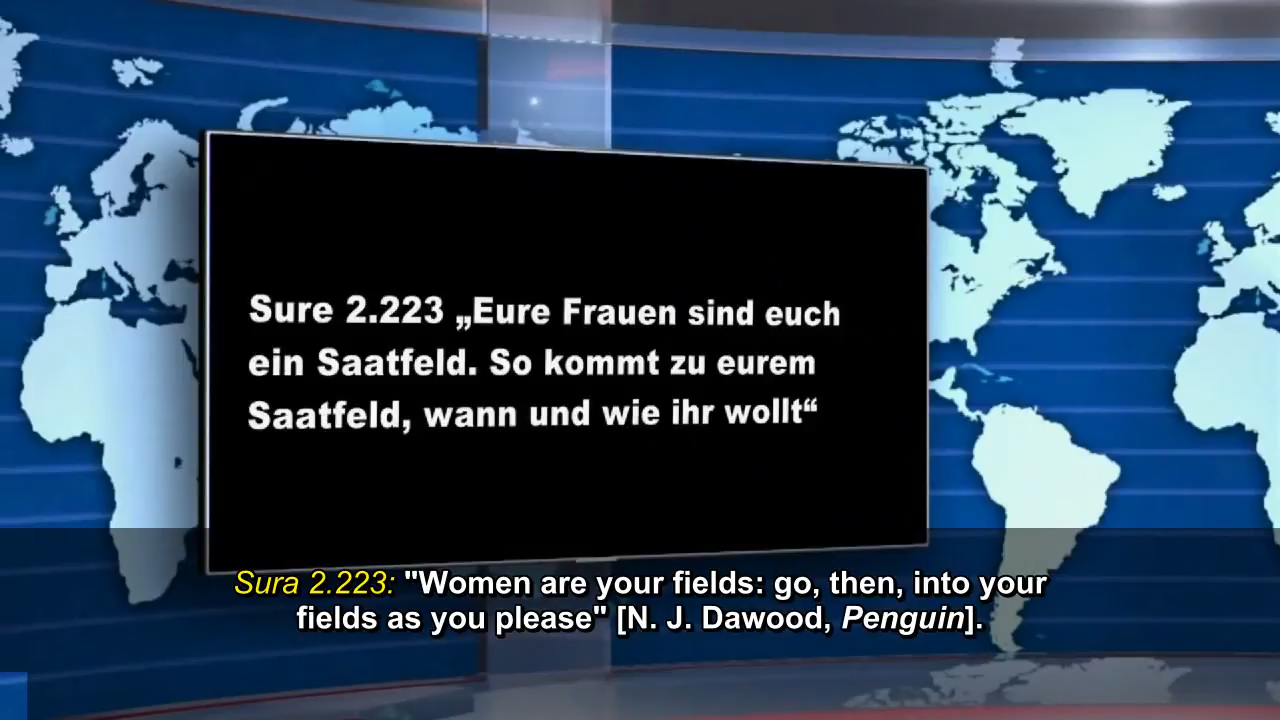 Sure 2.223 „Eure Frauen sind euch
ein Saatfeld. So kommt zu eurem
Saatfeld, wann und wie ihr wollt“
Sura 2.223: "Women are your fields: go, then, into your
fields as you please" [N. J. Dawood, Penguin].